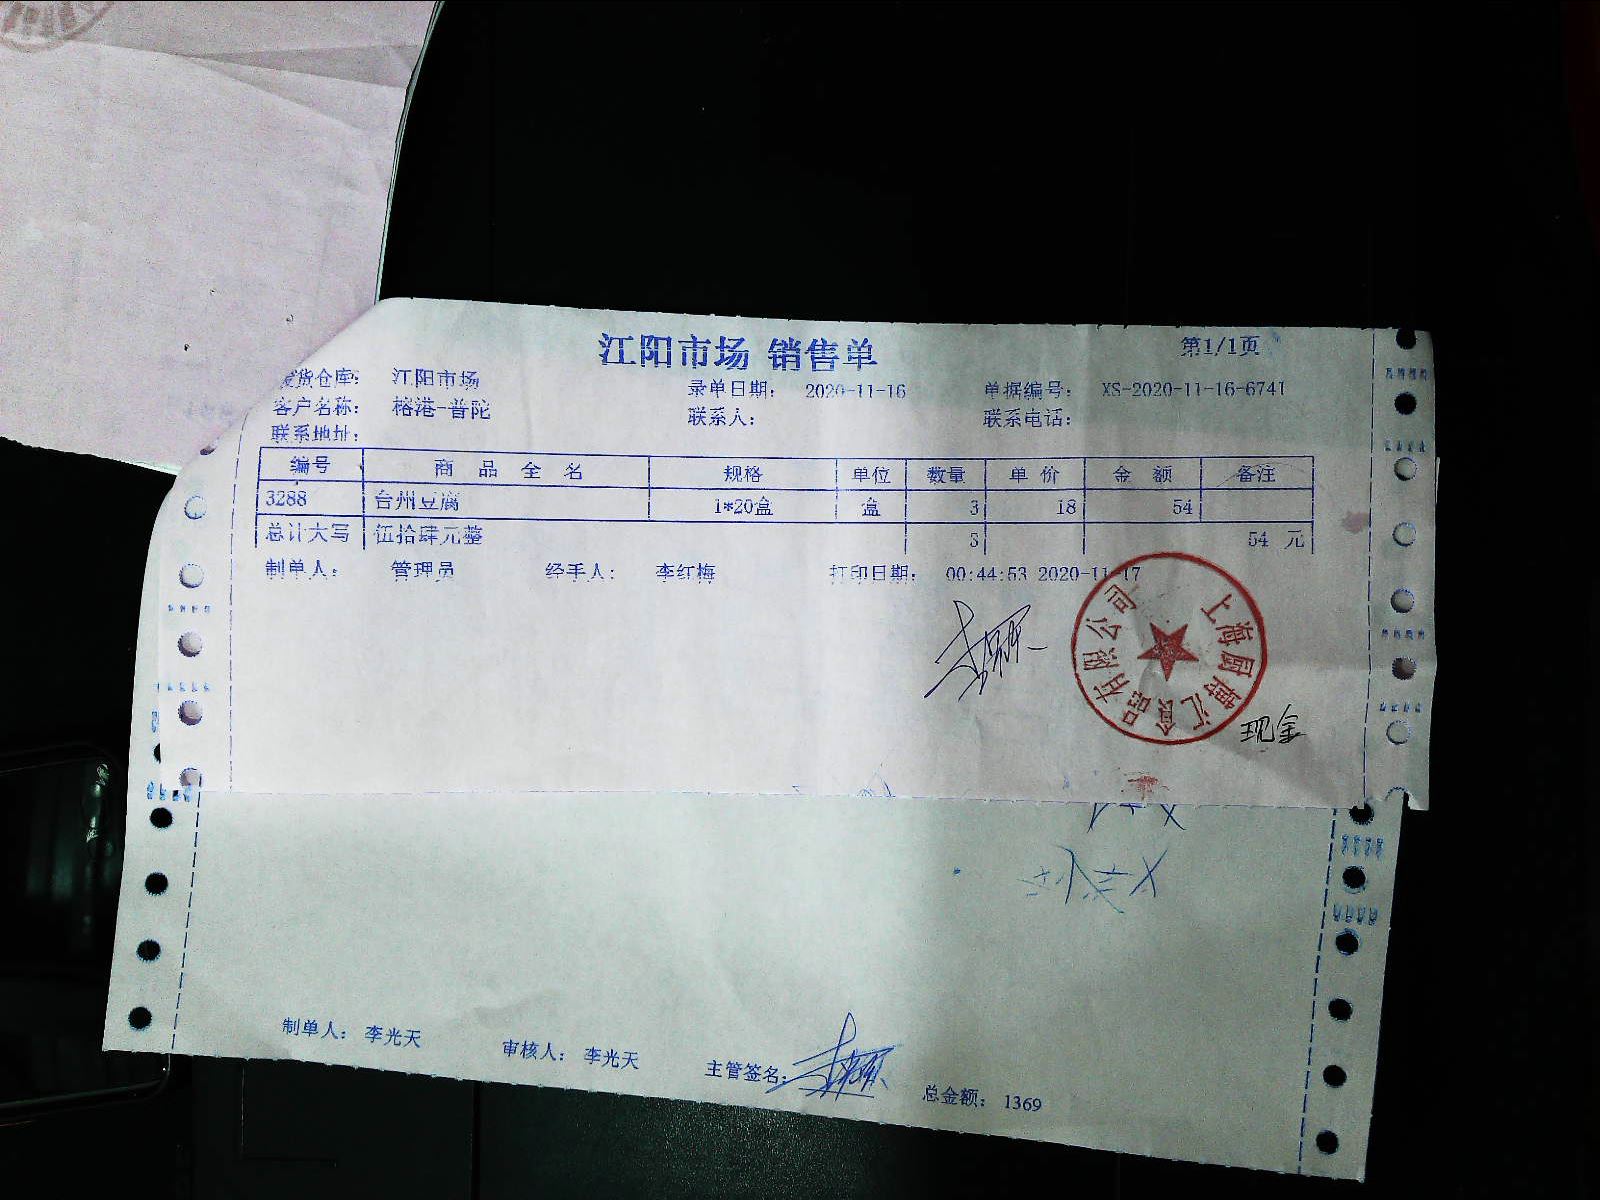 江阳市场 销售单
第1/1页
发货仓库： 江阳市场 录单日期： 2020-11-16 单据编号： XS-2020-11-16-6741
客户名称： 榕港-普陀 联系人： 联系电话：
联系地址：
编号 商品全名 规格 单位 数量 单价 金额 备注
3288 台州豆腐 1*20盒 盒 3 18 54
总计大写 伍拾肆元整 3 54 元
制单人： 管理员 经手人： 李红梅 打印日期： 00:44:53 2020-11-17
现金
制单人： 李光天 审核人： 李光天 主管签名： 总金额： 1369